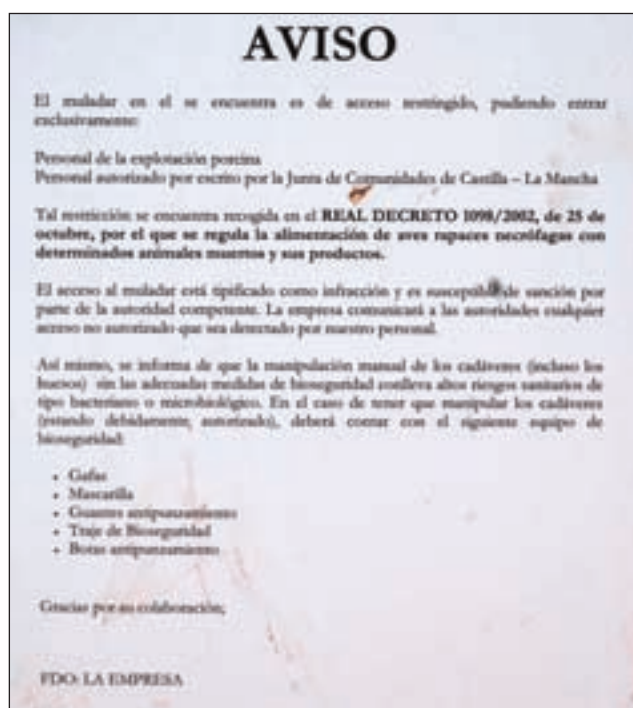 AVISO
El muladar en el se encuentra es de acceso restringido, pudiendo entrar
exclusivamente:
Personal de la explotación porcina
Personal autorizado por escrito por la Junta de Comunidades de Castilla – La Mancha
Tal restricción se encuentra recogida en el REAL DECRETO 1098/2002, de 25 de
octubre, por el que se regula la alimentación de aves rapaces necrófagas con
determinados animales muertos y sus productos.
El acceso al muladar está tipificado como infracción y es susceptible de sanción por
parte de la autoridad competente. La empresa comunicará a las autoridades cualquier
acceso no autorizado que sea detectado por nuestro personal.
Así mismo, se informa de que la manipulación manual de los cadáveres (incluso los
huesos) sin las adecuadas medidas de bioseguridad conlleva altos riesgos sanitarios de
tipo bacteriano o microbiológico. En el caso de tener que manipular los cadáveres
(estando debidamente, autorizado), deberá contar con el siguiente equipo de
bioseguridad:
• Gafas
• Mascarilla
• Guantes antipunzamiento
• Traje de Bioseguridad
• Botas antipunzamiento
Gracias por su colaboración;
FDO: LA EMPRESA